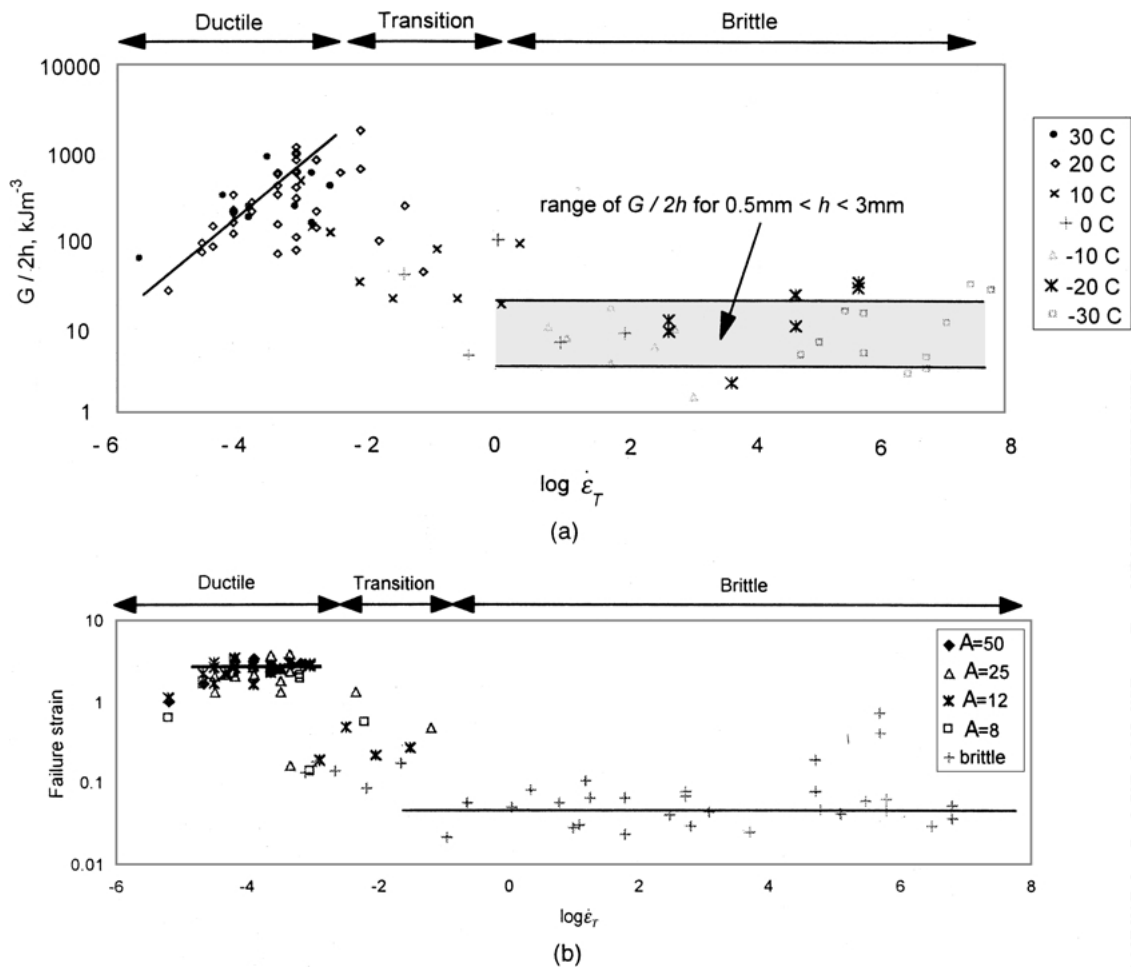 (a)
Ductile Transition Brittle
10000
1000
100
10
1
G / 2h, kJm⁻³
range of G / 2h for 0.5mm < h < 3mm
30 C
20 C
10 C
0 C
-10 C
-20 C
-30 C
- 6 - 4 - 2 0 2 4 6 8
log ε̇_T
(a)
Ductile Transition Brittle
10
1
0.1
0.01
Failure strain
A=50
A=25
A=12
A=8
brittle
-6 -4 -2 0 2 4 6 8
logε̇_r
(b)